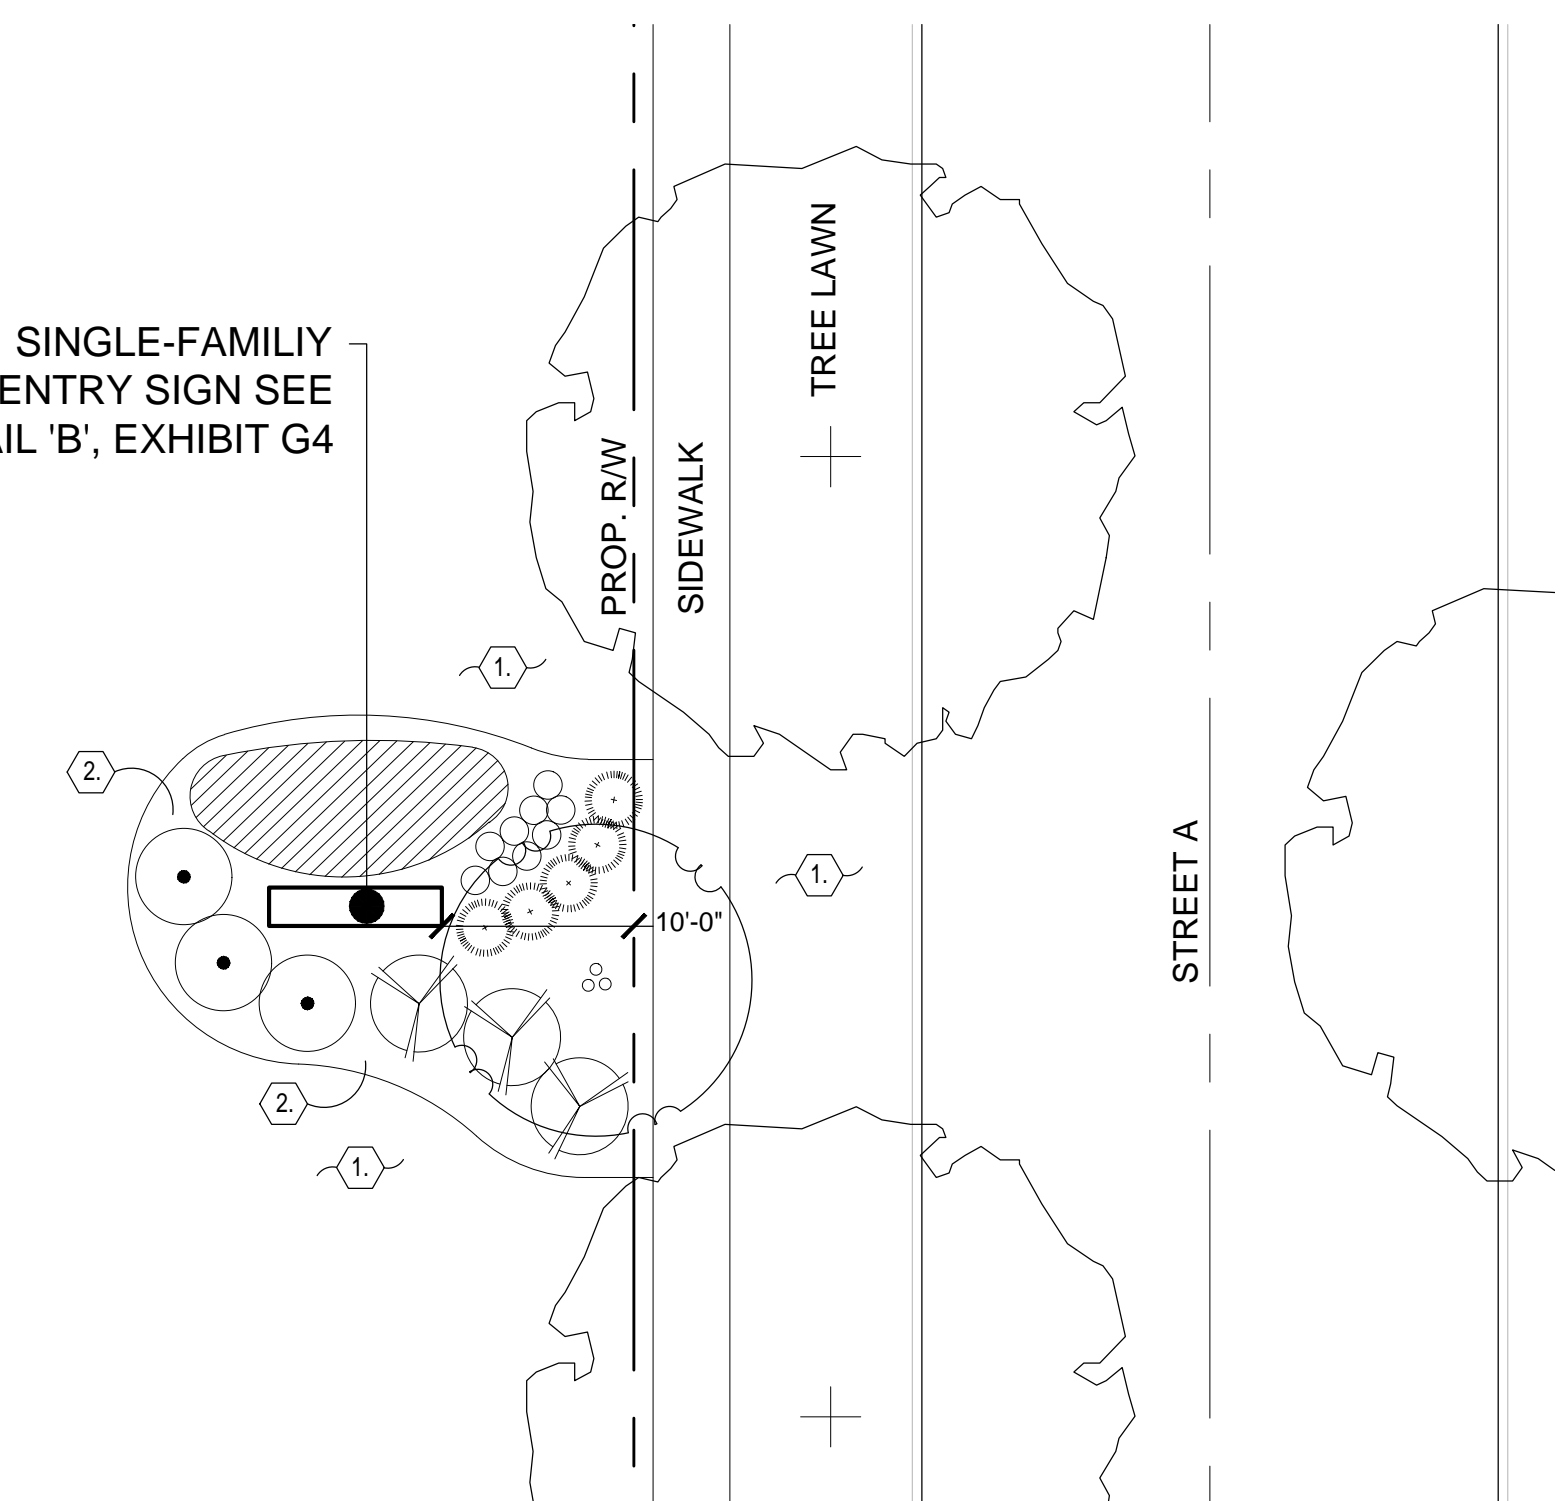 SINGLE-FAMILIY
ENTRY SIGN SEE
'B', EXHIBIT G4
TREE LAWN
PROP. R/W
SIDEWALK
1.
2.
1.
STREET A
10'-0"
2.
1.